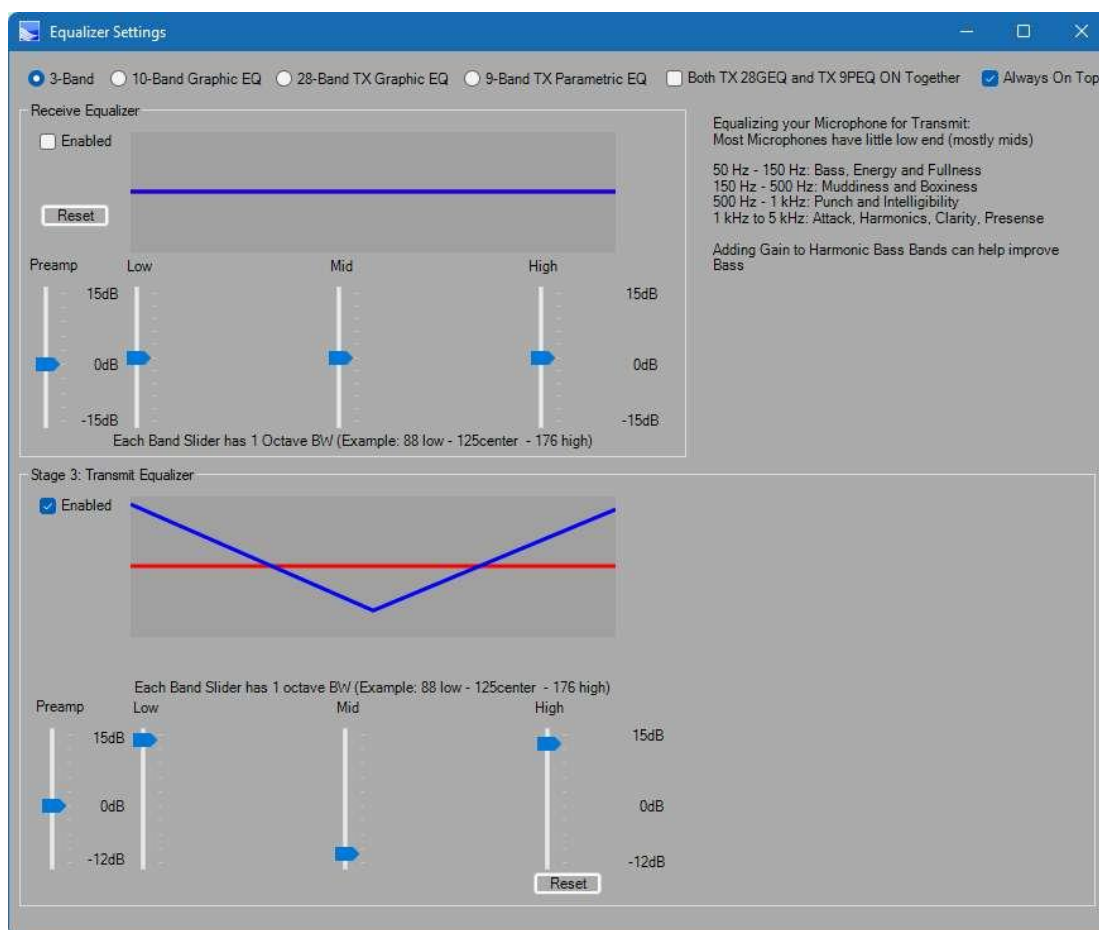 Equalizer Settings
3-Band 10-Band Graphic EQ 28-Band TX Graphic EQ 9-Band TX Parametric EQ Both TX 28GEQ and TX 9PEQ ON Together Always On Top
Receive Equalizer
Enabled
Reset
Preamp Low Mid High
15dB 15dB
0dB 0dB
-15dB -15dB
Each Band Slider has 1 Octave BW (Example: 88 low - 125center - 176 high)
Equalizing your Microphone for Transmit:
Most Microphones have little low end (mostly mids)
50 Hz - 150 Hz: Bass, Energy and Fullness
150 Hz - 500 Hz: Muddiness and Boxiness
500 Hz - 1 kHz: Punch and Intelligibility
1 kHz to 5 kHz: Attack, Harmonics, Clarity, Presense
Adding Gain to Harmonic Bass Bands can help improve
Bass
Stage 3: Transmit Equalizer
Enabled
Each Band Slider has 1 octave BW (Example: 88 low - 125center - 176 high)
Preamp Low Mid High
15dB 15dB
0dB 0dB
-12dB -12dB
Reset